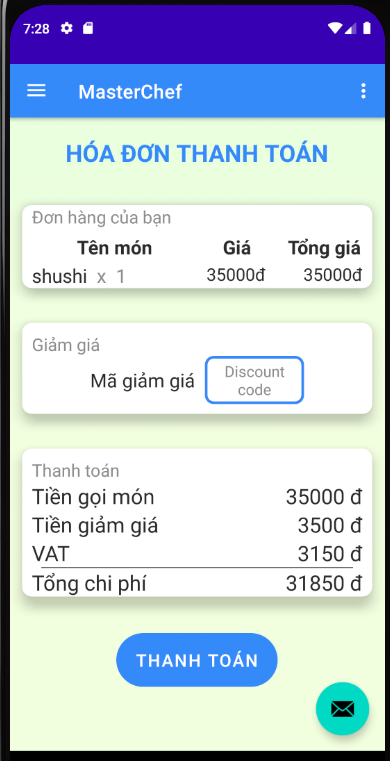 7:28
MasterChef
HÓA ĐƠN THANH TOÁN
Đơn hàng của bạn
Tên món Giá Tổng giá
shushi x 1 35000đ 35000đ
Giảm giá
Mã giảm giá Discount
code
Thanh toán
Tiền gọi món 35000 đ
Tiền giảm giá 3500 đ
VAT 3150 đ
Tổng chi phí 31850 đ
THANH TOÁN